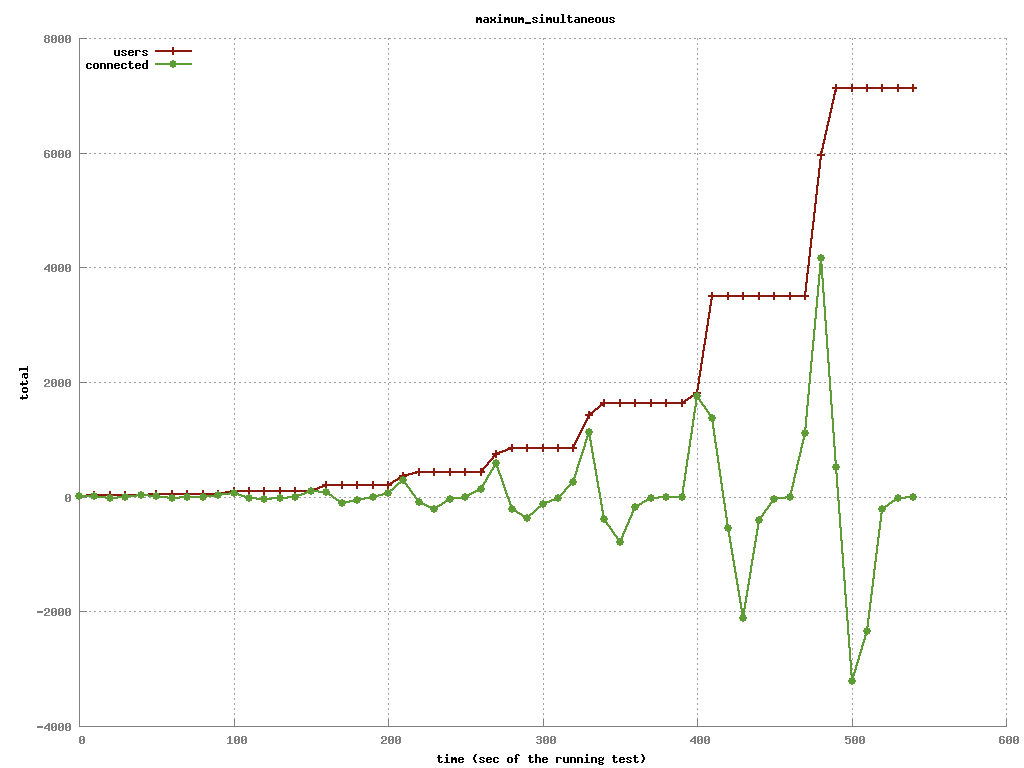 maximum_simultaneous
8000
users
connected
6000
4000
total
2000
0
-2000
-4000
0 100 200 300 400 500 600
time (sec of the running test)